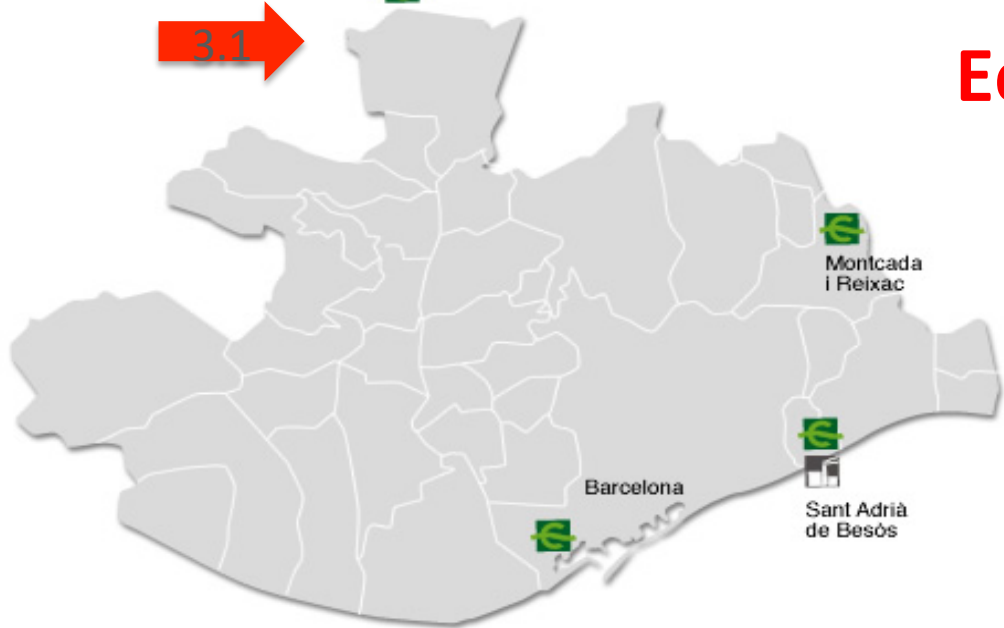 3.1
Montcada
i Reixac
Barcelona
Sant Adrià
de Besòs